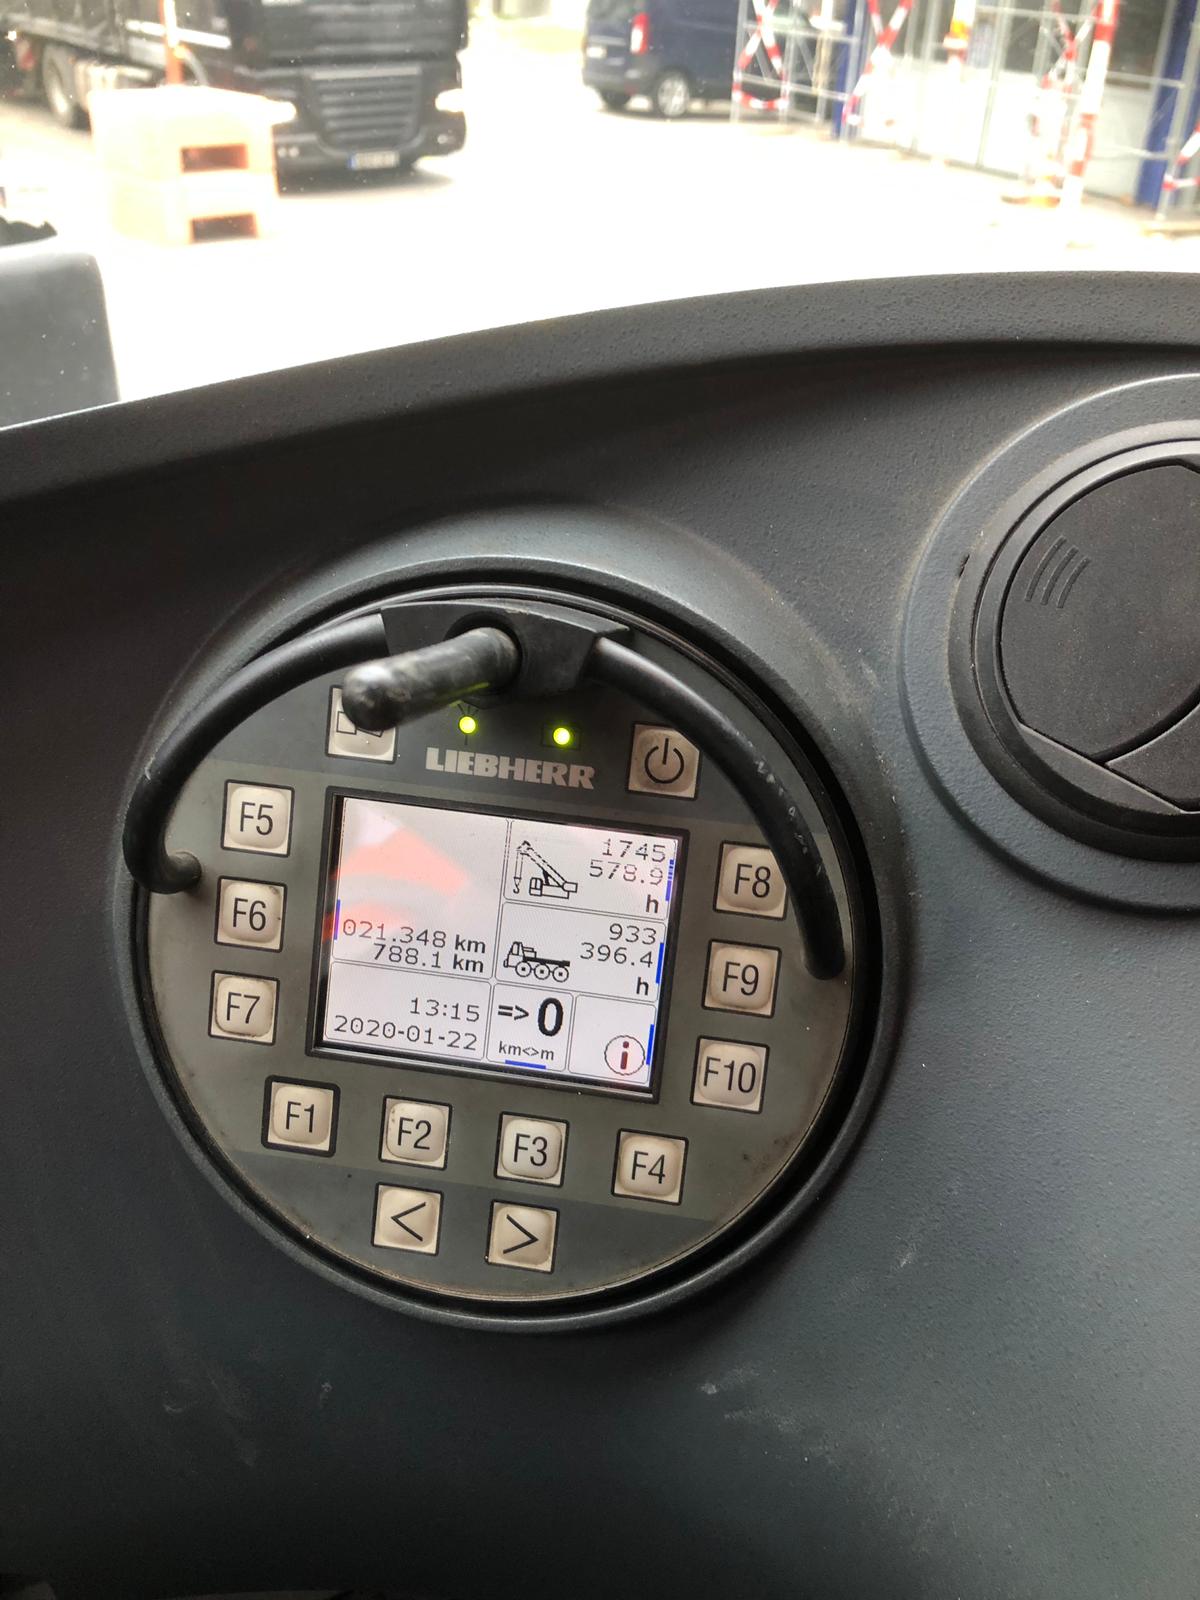 LIEBHERR
F5
F6
F7
1745
578.9
h
021.348 km
788.1 km
933
396.4
h
13:15
2020-01-22
=> 0
km<>m
i
F8
F9
F10
F1
F2
F3
F4
<
>